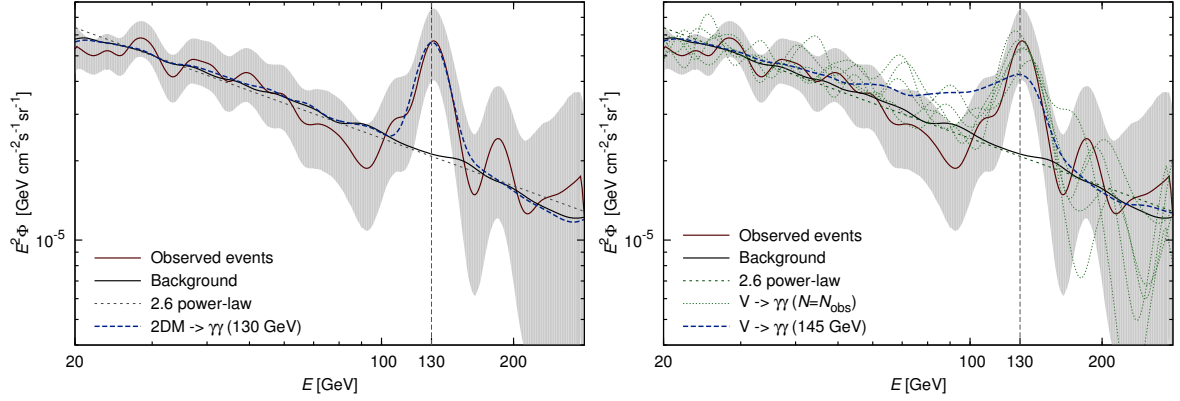 E²Φ [GeV cm⁻²s⁻¹sr⁻¹]
10⁻⁵
Observed events
Background
2.6 power-law
2DM -> γγ (130 GeV)
20 100 130 200
E [GeV]
E²Φ [GeV cm⁻²s⁻¹sr⁻¹]
10⁻⁵
Observed events
Background
2.6 power-law
V -> γγ (N=N_obs)
V -> γγ (145 GeV)
20 100 130 200
E [GeV]